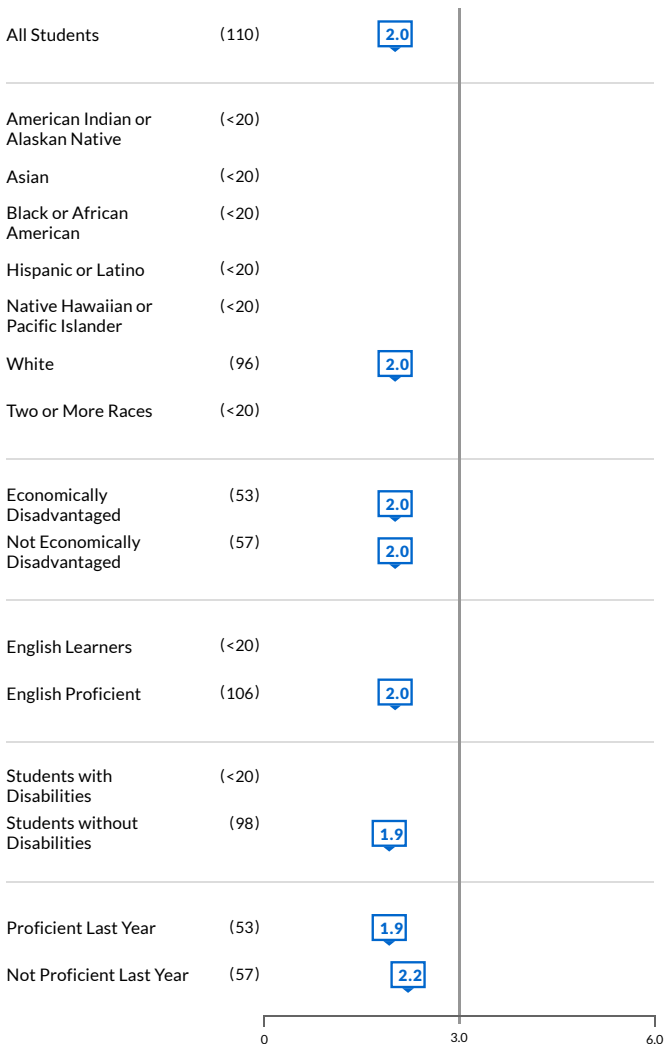 All Students (110) 2.0
American Indian or (<20)
Alaskan Native
Asian (<20)
Black or African (<20)
American
Hispanic or Latino (<20)
Native Hawaiian or (<20)
Pacific Islander
White (96) 2.0
Two or More Races (<20)
Economically (53) 2.0
Disadvantaged
Not Economically (57) 2.0
Disadvantaged
English Learners (<20)
English Proficient (106) 2.0
Students with (<20)
Disabilities
Students without (98) 1.9
Disabilities
Proficient Last Year (53) 1.9
Not Proficient Last Year (57) 2.2
0 3.0 6.0